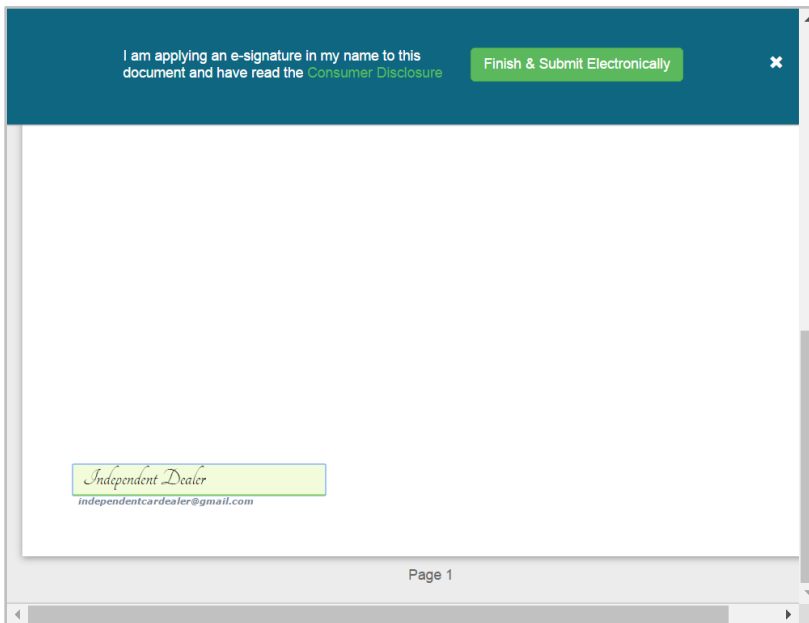 I am applying an e-signature in my name to this
document and have read the Consumer Disclosure
Finish & Submit Electronically
Independent Dealer
independentcardealer@gmail.com
Page 1